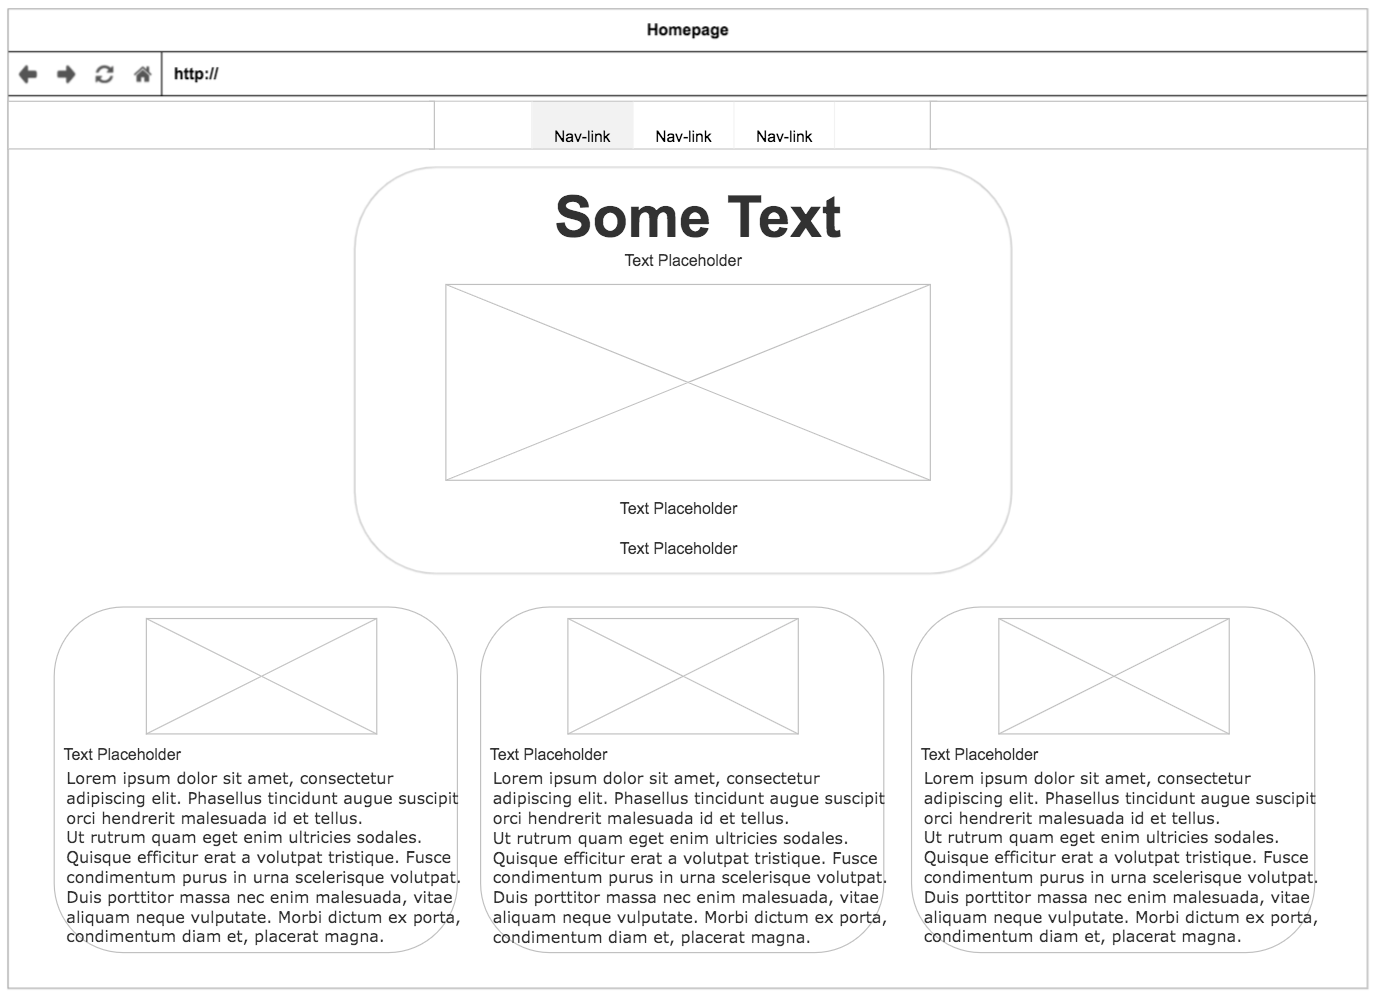 Homepage
http://
Nav-link Nav-link Nav-link
Some Text
Text Placeholder
Text Placeholder
Text Placeholder
Text Placeholder
Lorem ipsum dolor sit amet, consectetur
adipiscing elit. Phasellus tincidunt augue suscipit
orci hendrerit malesuada id et tellus.
Ut rutrum quam eget enim ultricies sodales.
Quisque efficitur erat a volutpat tristique. Fusce
condimentum purus in urna scelerisque volutpat.
Duis porttitor massa nec enim malesuada, vitae
aliquam neque vulputate. Morbi dictum ex porta,
condimentum diam et, placerat magna.
Text Placeholder
Lorem ipsum dolor sit amet, consectetur
adipiscing elit. Phasellus tincidunt augue suscipit
orci hendrerit malesuada id et tellus.
Ut rutrum quam eget enim ultricies sodales.
Quisque efficitur erat a volutpat tristique. Fusce
condimentum purus in urna scelerisque volutpat.
Duis porttitor massa nec enim malesuada, vitae
aliquam neque vulputate. Morbi dictum ex porta,
condimentum diam et, placerat magna.
Text Placeholder
Lorem ipsum dolor sit amet, consectetur
adipiscing elit. Phasellus tincidunt augue suscipit
orci hendrerit malesuada id et tellus.
Ut rutrum quam eget enim ultricies sodales.
Quisque efficitur erat a volutpat tristique. Fusce
condimentum purus in urna scelerisque volutpat.
Duis porttitor massa nec enim malesuada, vitae
aliquam neque vulputate. Morbi dictum ex porta,
condimentum diam et, placerat magna.